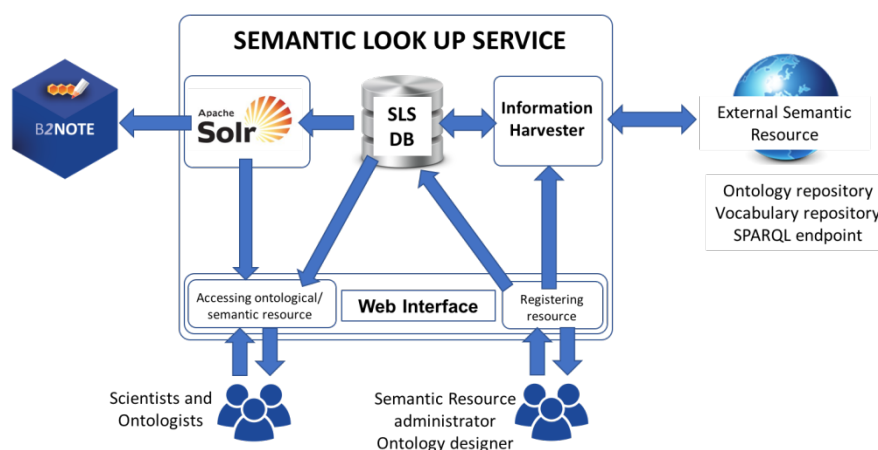 SEMANTIC LOOK UP SERVICE
B2NOTE
Apache
Solr
SLS
DB
Information
Harvester
External Semantic
Resource
Ontology repository
Vocabulary repository
SPARQL endpoint
Accessing ontological/
semantic resource
Web Interface
Registering
resource
Scientists and
Ontologists
Semantic Resource
administrator
Ontology designer